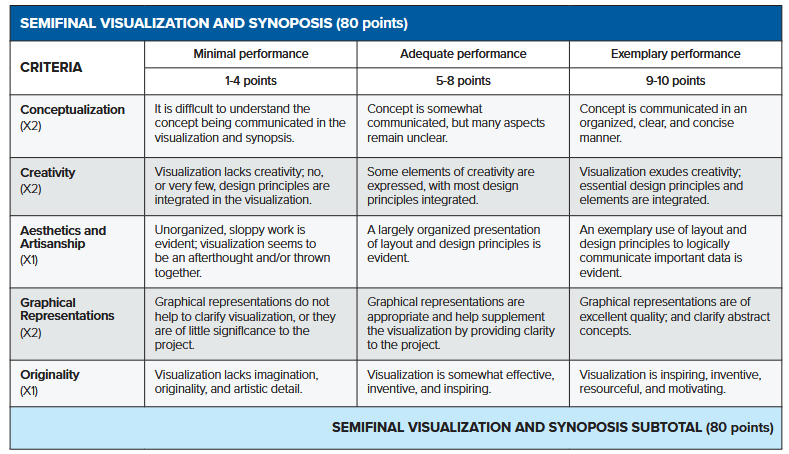 SEMIFINAL VISUALIZATION AND SYNOPSIS (80 points)
CRITERIA
Minimal performance
Adequate performance
Exemplary performance
1-4 points
5-8 points
9-10 points
Conceptualization
(X2)
It is difficult to understand the
concept being communicated in the
visualization and synopsis.
Concept is somewhat
communicated, but many aspects
remain unclear.
Concept is communicated in an
organized, clear, and concise
manner.
Creativity
(X2)
Visualization lacks creativity; no,
or very few, design principles are
integrated in the visualization.
Some elements of creativity are
expressed, with most design
principles integrated.
Visualization exudes creativity;
essential design principles and
elements are integrated.
Aesthetics and
Artisanship
(X1)
Unorganized, sloppy work is
evident; visualization seems to
be an afterthought and/or thrown
together.
A largely organized presentation
of layout and design principles is
evident.
An exemplary use of layout and
design principles to logically
communicate important data is
evident.
Graphical
Representations
(X2)
Graphical representations do not
help to clarify visualization, or they
are of little significance to the
project.
Graphical representations are
appropriate and help supplement
the visualization by providing clarity
to the project.
Graphical representations are of
excellent quality; and clarify abstract
concepts.
Originality
(X1)
Visualization lacks imagination,
originality, and artistic detail.
Visualization is somewhat effective,
inventive, and inspiring.
Visualization is inspiring, inventive,
resourceful, and motivating.
SEMIFINAL VISUALIZATION AND SYNOPSIS SUBTOTAL (80 points)